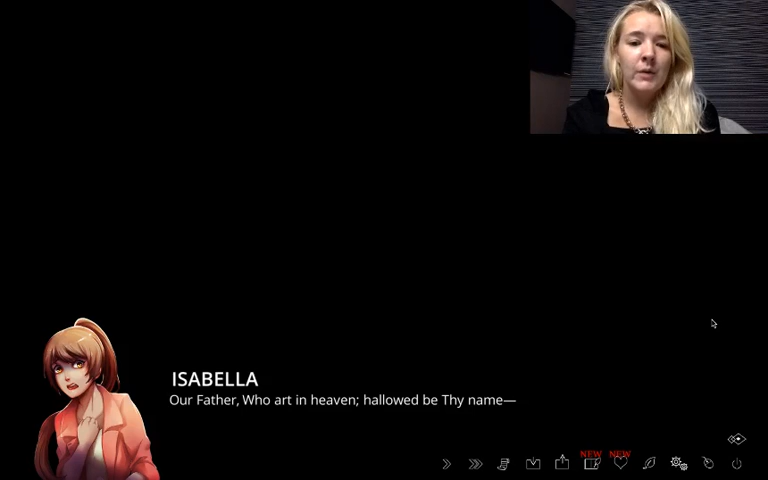 ISABELLA
Our Father, Who art in heaven; hallowed be Thy name—
NEW NEW